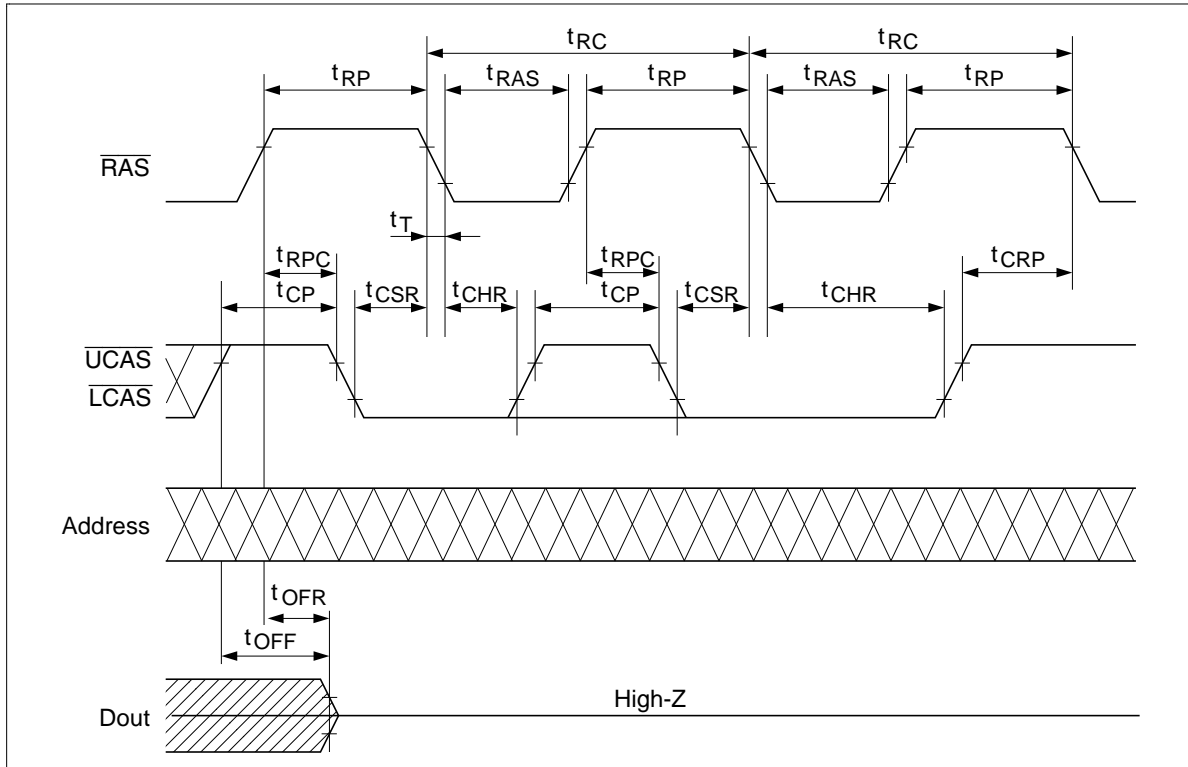 tRC tRC
tRP tRAS tRP tRAS tRP
RAS
tT
tRPC tRPC tCRP
tCP tCSR tCHR tCP tCSR tCHR
UCAS
LCAS
Address
tOFR
tOFF
High-Z
Dout